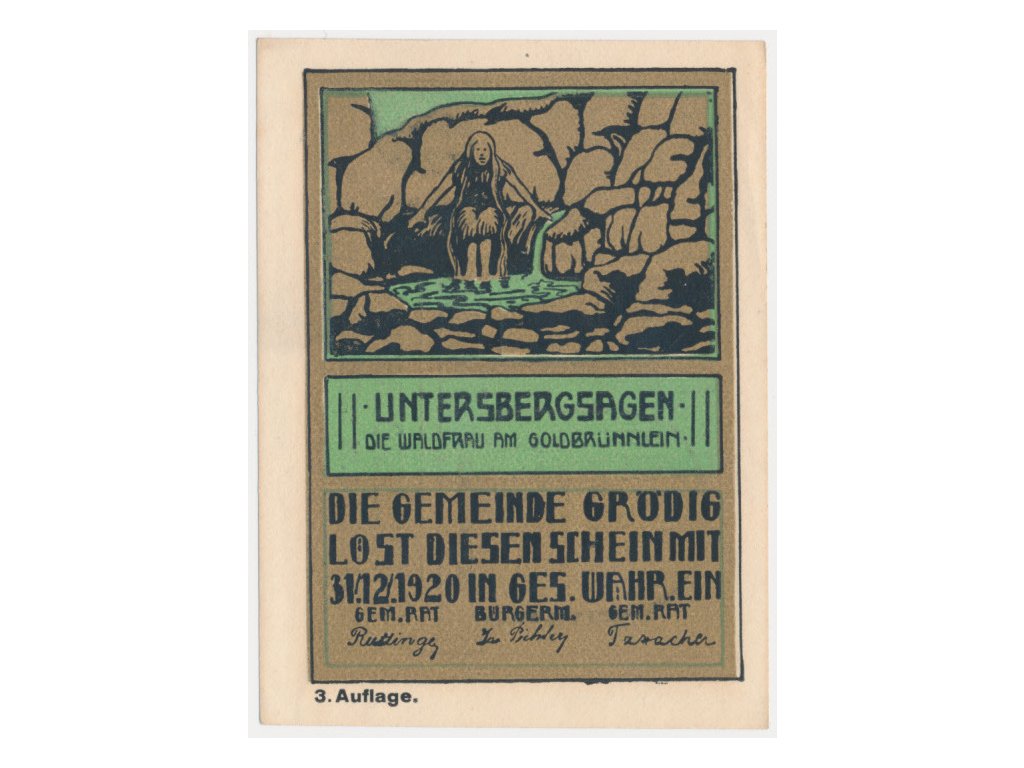 ·UNTERSBERGSAGEN·
DIE WALDFRAU AM GOLDBRÜNNLEIN·
DIE GEMEINDE GRÖDIG
LÖST DIESEN SCHEIN MIT
31./12./1920 IN GES. WÄHR. EIN
GEM. RAT BÜRGERM. GEM. RAT
3. Auflage.